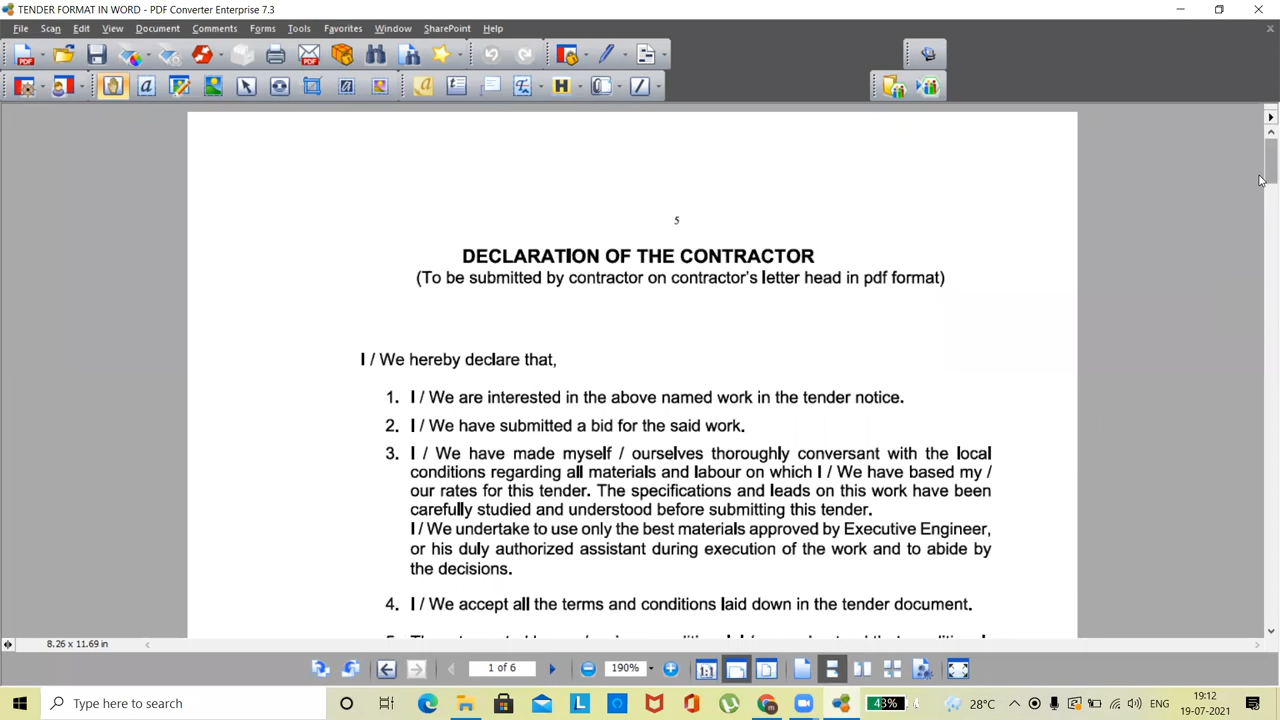 TENDER FORMAT IN WORD - PDF Converter Enterprise 7.3
File Scan Edit View Document Comments Forms Tools Favorites Window SharePoint Help
5
DECLARATION OF THE CONTRACTOR
(To be submitted by contractor on contractor's letter head in pdf format)
I / We hereby declare that,
1. I / We are interested in the above named work in the tender notice.
2. I / We have submitted a bid for the said work.
3. I / We have made myself / ourselves thoroughly conversant with the local
conditions regarding all materials and labour on which I / We have based my /
our rates for this tender. The specifications and leads on this work have been
carefully studied and understood before submitting this tender.
I / We undertake to use only the best materials approved by Executive Engineer,
or his duly authorized assistant during execution of the work and to abide by
the decisions.
4. I / We accept all the terms and conditions laid down in the tender document.
8.26 x 11.69 in
1 of 6
190%
Type here to search
43%
28°C
ENG
19:12
19-07-2021